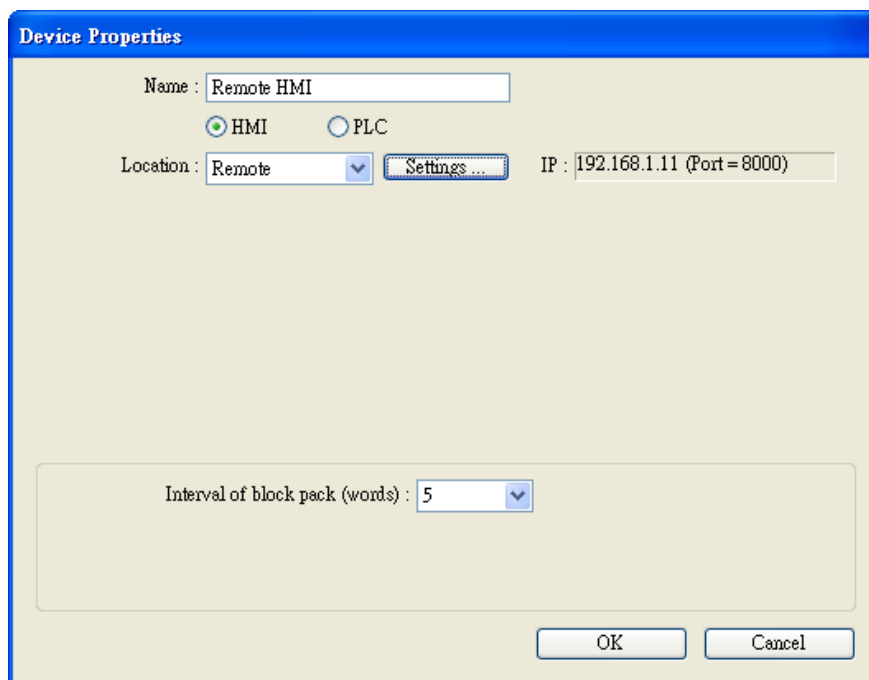 Device Properties
Name : Remote HMI
HMI PLC
Location : Remote Settings ... IP : 192.168.1.11 (Port=8000)
Interval of block pack (words) : 5
OK Cancel